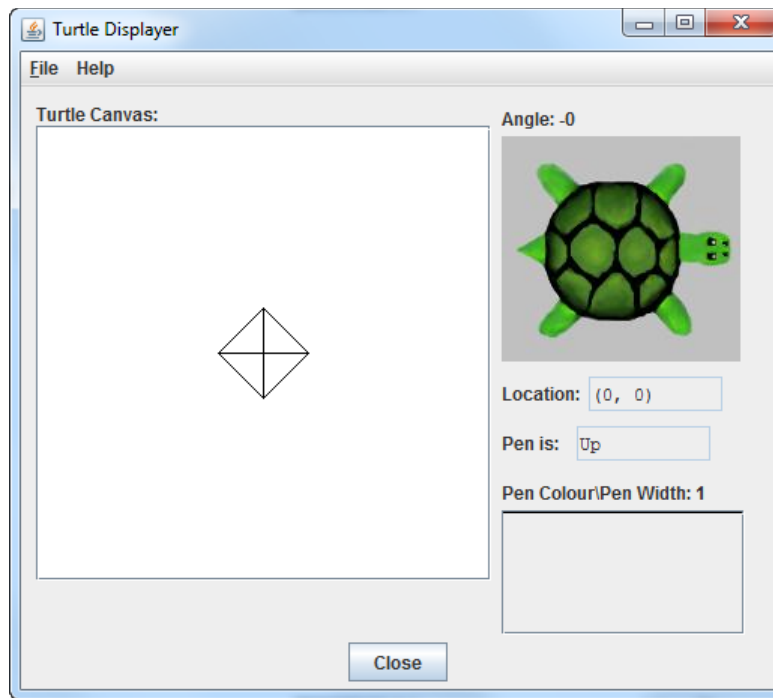 Turtle Displayer
File Help
Turtle Canvas:
Angle: -0
Location: (0, 0)
Pen is: Up
Pen Colour\Pen Width: 1
Close